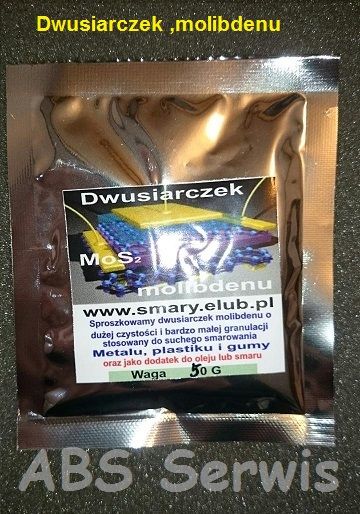 Dwusiarczek ,molibdenu
Dwusiarczek
MoS₂
molibdenu
www.smary.elub.pl
Sproszkowamy dwusiarczek molibdenu o
dużej czystości i bardzo małej granulacji
stosowany do suchego smarowania
Metalu, plastiku i gumy
oraz jako dodatek do oleju lub smaru
Waga 50 G
ABS Serwis